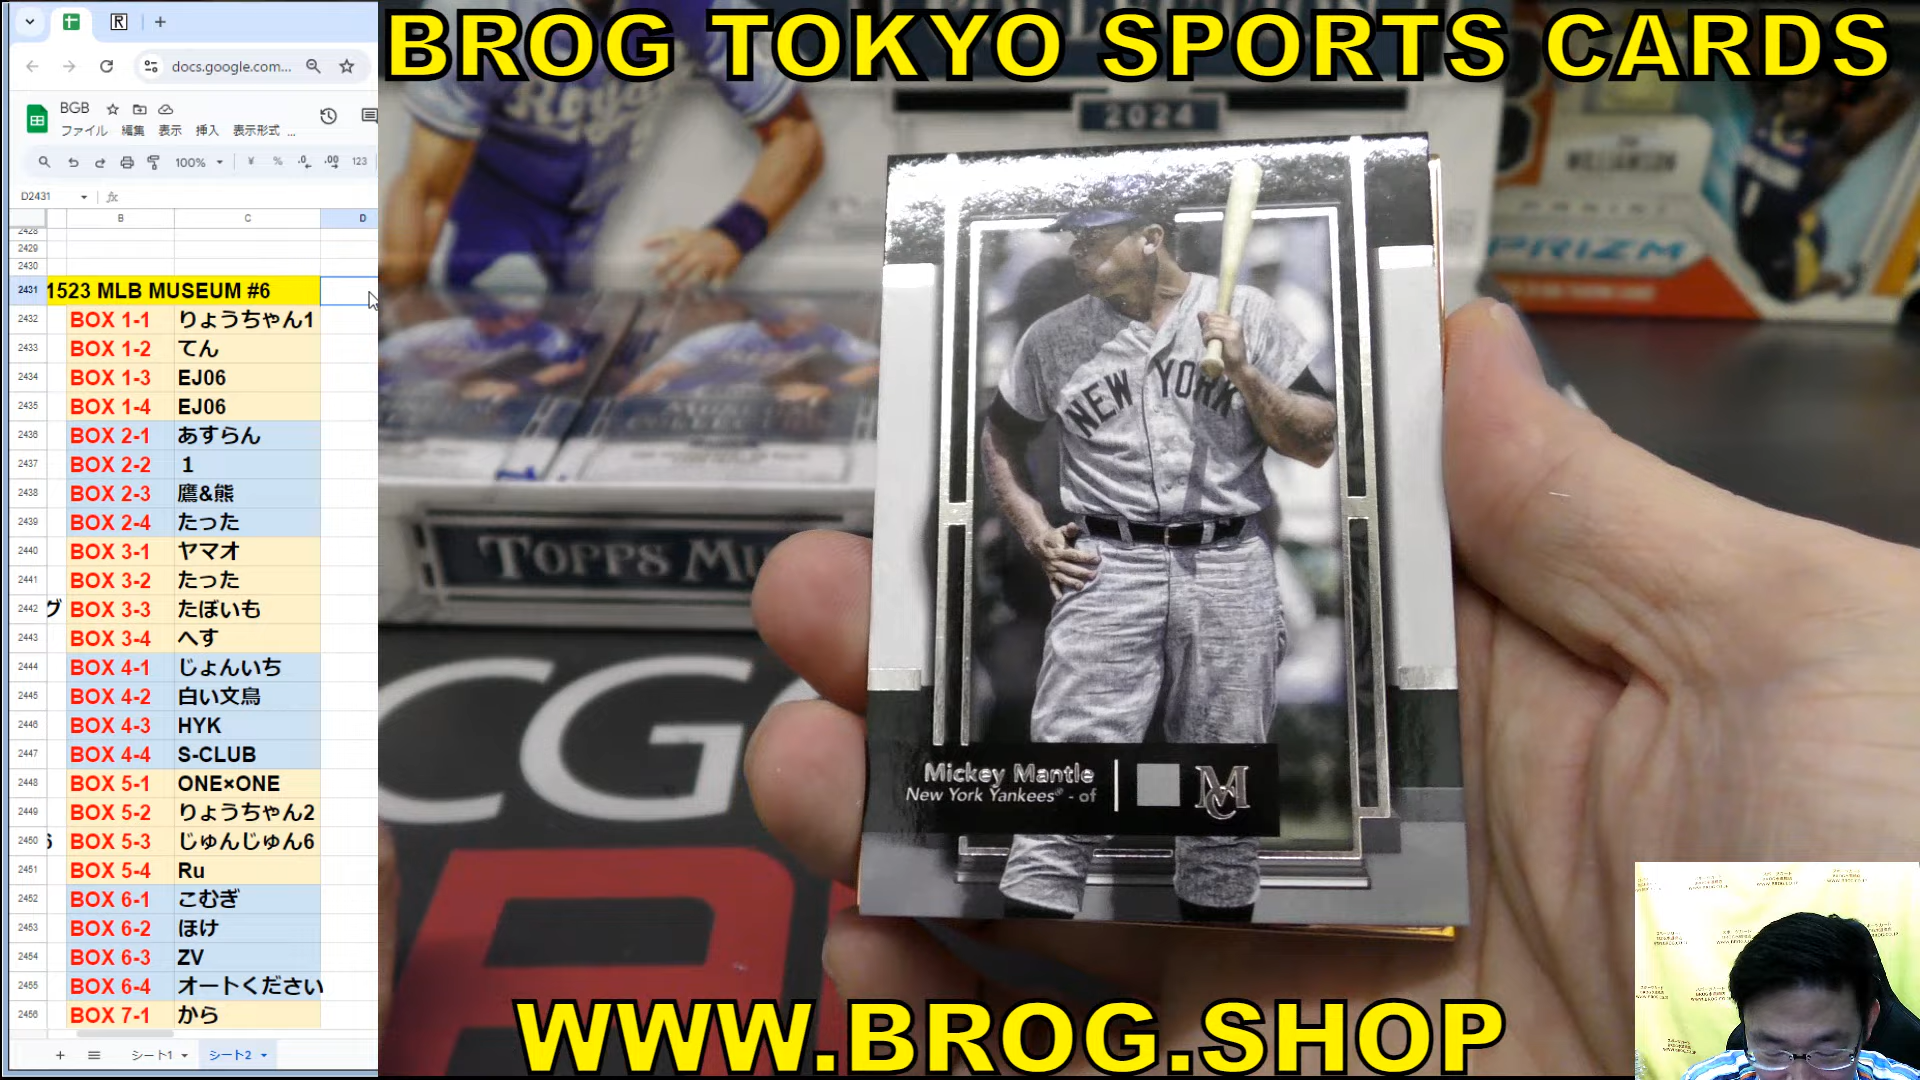 BROG TOKYO SPORTS CARDS
docs.google.com...
BGB
ファイル 編集 表示 挿入 表示形式 ...
100% ¥ % .0 .00 123
D2431 fx
B C D
2428
2429
2430
2431 1523 MLB MUSEUM #6
2432 BOX 1-1 りょうちゃん1
2433 BOX 1-2 てん
2434 BOX 1-3 EJ06
2435 BOX 1-4 EJ06
2436 BOX 2-1 あすらん
2437 BOX 2-2 1
2438 BOX 2-3 鷹&熊
2439 BOX 2-4 たった
2440 BOX 3-1 ヤマオ
2441 BOX 3-2 たった
2442 グ BOX 3-3 たぼいも
2443 BOX 3-4 へす
2444 BOX 4-1 じょんいち
2445 BOX 4-2 白い文鳥
2446 BOX 4-3 HYK
2447 BOX 4-4 S-CLUB
2448 BOX 5-1 ONE×ONE
2449 BOX 5-2 りょうちゃん2
2450 6 BOX 5-3 じゅんじゅん6
2451 BOX 5-4 Ru
2452 BOX 6-1 こむぎ
2453 BOX 6-2 ほけ
2454 BOX 6-3 ZV
2455 BOX 6-4 オートください
2456 BOX 7-1 から
シート1 シート2
Royals
2024
WILLIAMSON
PANINI
PRIZM
TOPPS MU
CG
NEW YORK
Mickey Mantle
New York Yankees® - of
MC
WWW.BROG.SHOP